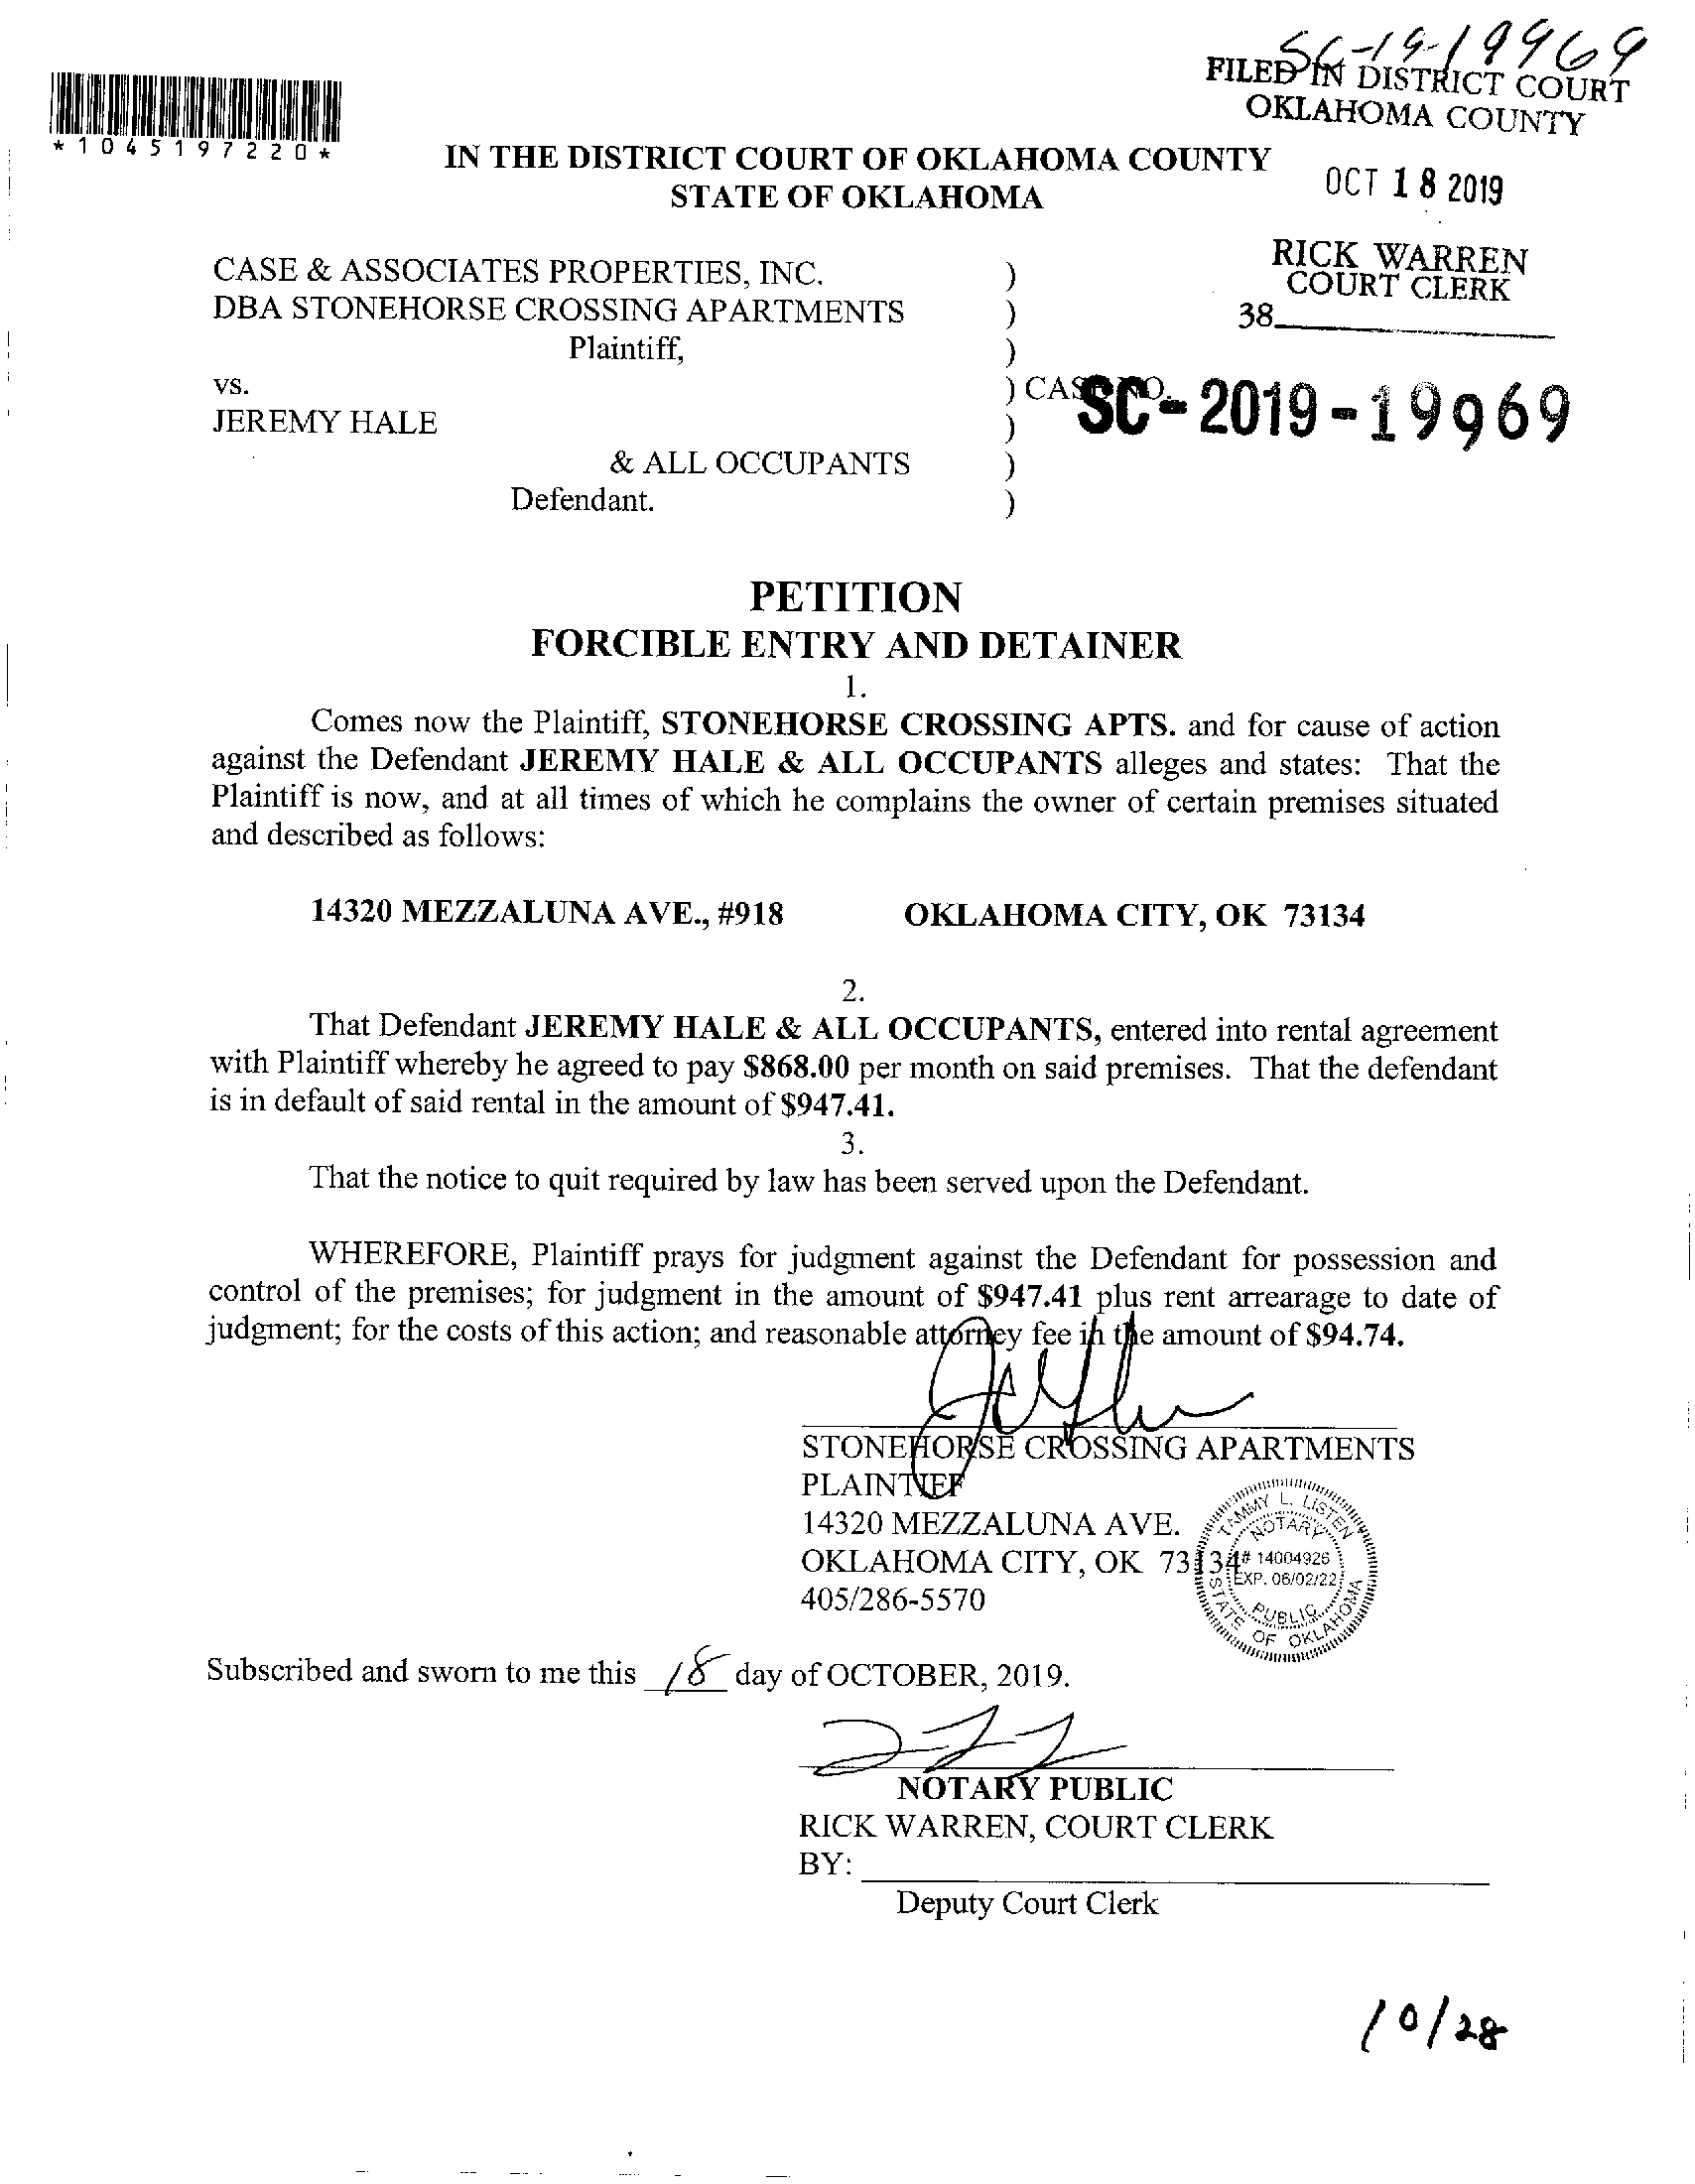 SC-19-19969
FILED IN DISTRICT COURT
OKLAHOMA COUNTY
*1045197220*
IN THE DISTRICT COURT OF OKLAHOMA COUNTY
STATE OF OKLAHOMA
OCT 18 2019
CASE & ASSOCIATES PROPERTIES, INC. )
DBA STONEHORSE CROSSING APARTMENTS )
Plaintiff, )
RICK WARREN
COURT CLERK
38
vs. ) CASE NO.
SC-2019-19969
JEREMY HALE )
& ALL OCCUPANTS )
Defendant. )
PETITION
FORCIBLE ENTRY AND DETAINER
1.
Comes now the Plaintiff, STONEHORSE CROSSING APTS. and for cause of action
against the Defendant JEREMY HALE & ALL OCCUPANTS alleges and states: That the
Plaintiff is now, and at all times of which he complains the owner of certain premises situated
and described as follows:
14320 MEZZALUNA AVE., #918 OKLAHOMA CITY, OK 73134
2.
That Defendant JEREMY HALE & ALL OCCUPANTS, entered into rental agreement
with Plaintiff whereby he agreed to pay $868.00 per month on said premises. That the defendant
is in default of said rental in the amount of $947.41.
3.
That the notice to quit required by law has been served upon the Defendant.
WHEREFORE, Plaintiff prays for judgment against the Defendant for possession and
control of the premises; for judgment in the amount of $947.41 plus rent arrearage to date of
judgment; for the costs of this action; and reasonable attorney fee in the amount of $94.74.
STONEHORSE CROSSING APARTMENTS
PLAINTIFF
14320 MEZZALUNA AVE.
OKLAHOMA CITY, OK 73134
405/286-5570
TAMMY L. LISTEN
NOTARY
# 14004926
EXP. 06/02/22
PUBLIC
STATE OF OKLAHOMA
Subscribed and sworn to me this 18 day of OCTOBER, 2019.
NOTARY PUBLIC
RICK WARREN, COURT CLERK
BY:
Deputy Court Clerk
10/28